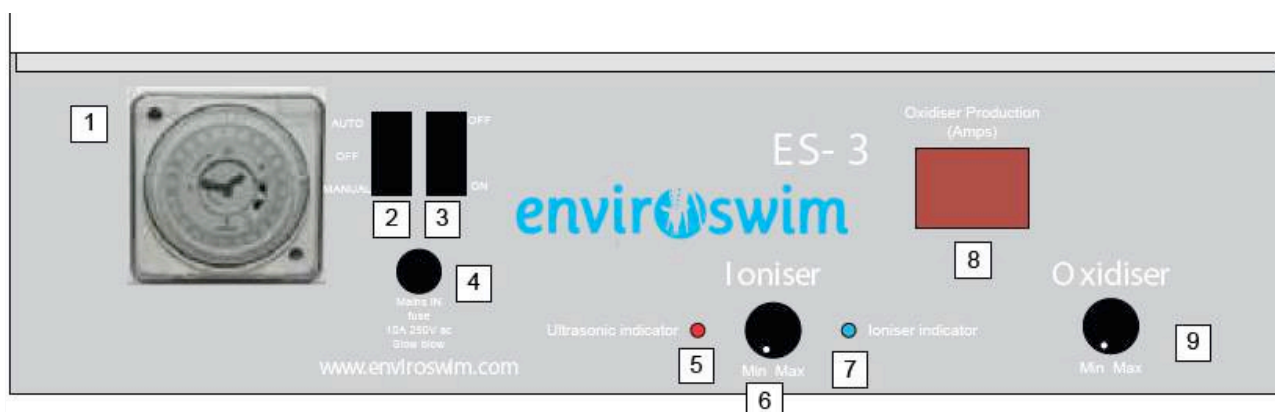 1
AUTO
OFF
MANUAL
OFF
ON
2
3
4
Mains IN
fuse
10A 250V ac
Slow blow
www.enviroswim.com
ES- 3
enviroswim
Oxidiser Production
(Amps)
8
Ioniser
Ultrasonic indicator
5
Min Max
6
Ioniser indicator
7
Oxidiser
Min Max
9